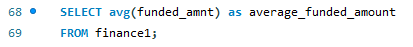 68 SELECT avg(funded_amnt) as average_funded_amount
69 FROM finance1;